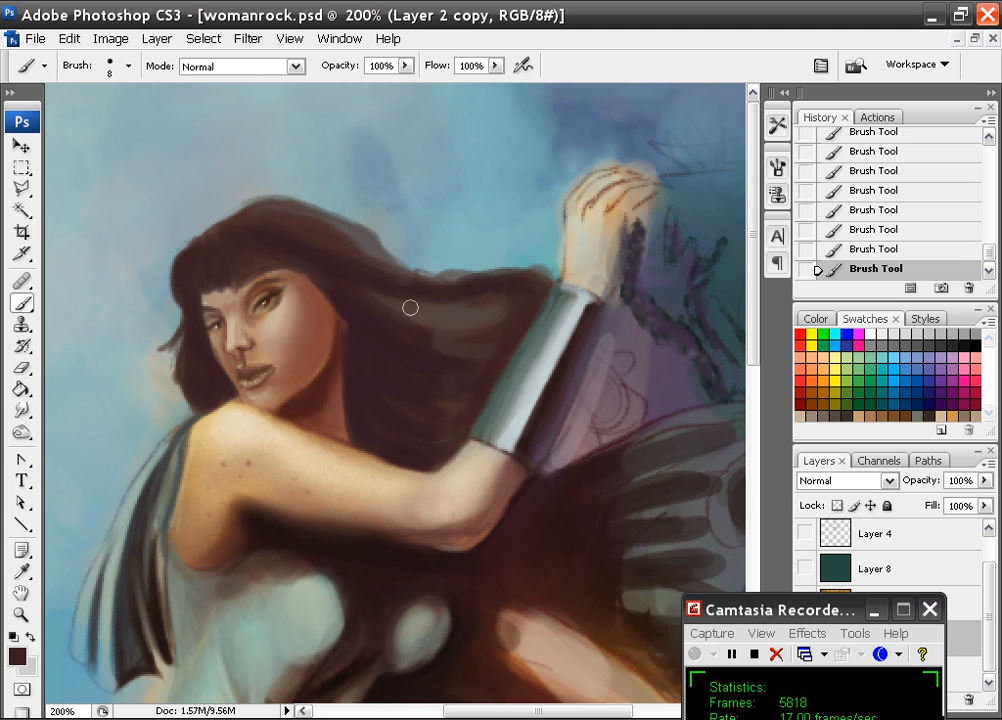 Ps Adobe Photoshop CS3 - [womanrock.psd @ 200% (Layer 2 copy, RGB/8#)]
File Edit Image Layer Select Filter View Window Help
Brush: 8 Mode: Normal Opacity: 100% Flow: 100% Workspace
Ps
History Actions
Brush Tool
Brush Tool
Brush Tool
Brush Tool
Brush Tool
Brush Tool
Brush Tool
Brush Tool
Color Swatches Styles
Layers Channels Paths
Normal Opacity: 100%
Lock: Fill: 100%
Layer 4
Layer 8
Camtasia Recorde...
Capture View Effects Tools Help
Statistics:
Frames: 5818
Rate: 17.00 frames/sec
200% Doc: 1.57M/9.56M